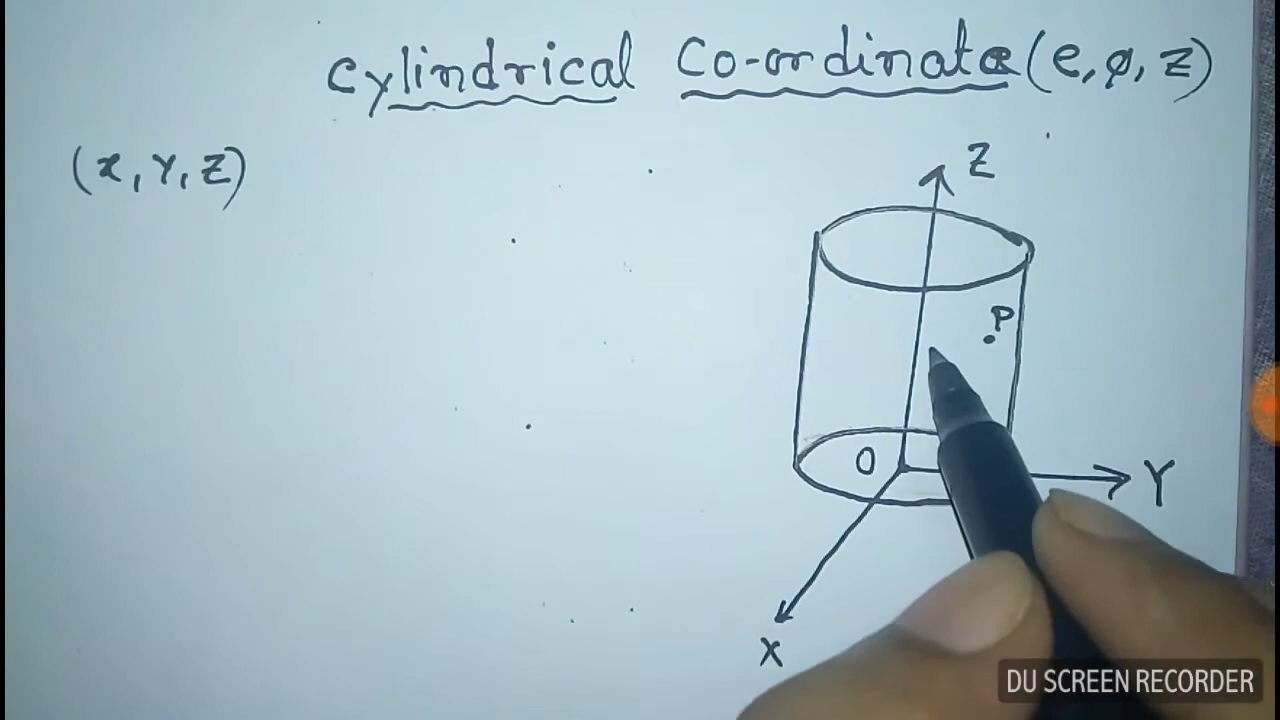 Cylindrical Co-ordinate (ρ, φ, z)
(x, Y, Z)
Z
P
O
Y
X
DU SCREEN RECORDER